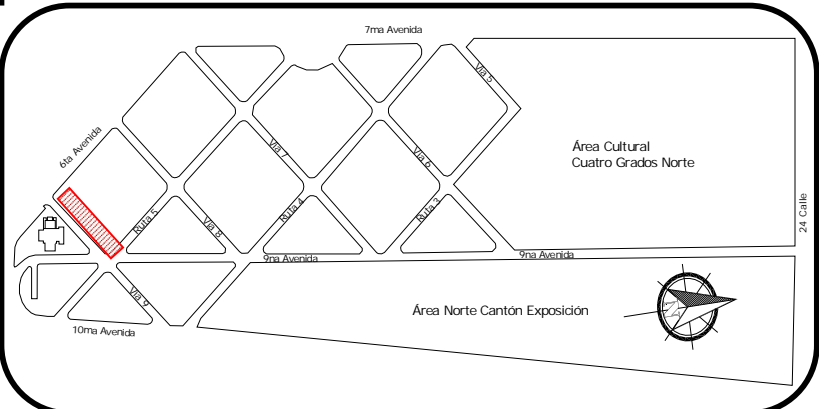 7ma Avenida
Vía 5
6ta Avenida
Vía 7
Vía 6
Área Cultural
Cuatro Grados Norte
24 Calle
Ruta 5
Vía 8
Ruta 4
Ruta 3
9na Avenida
9na Avenida
Vía 9
10ma Avenida
Área Norte Cantón Exposición
N